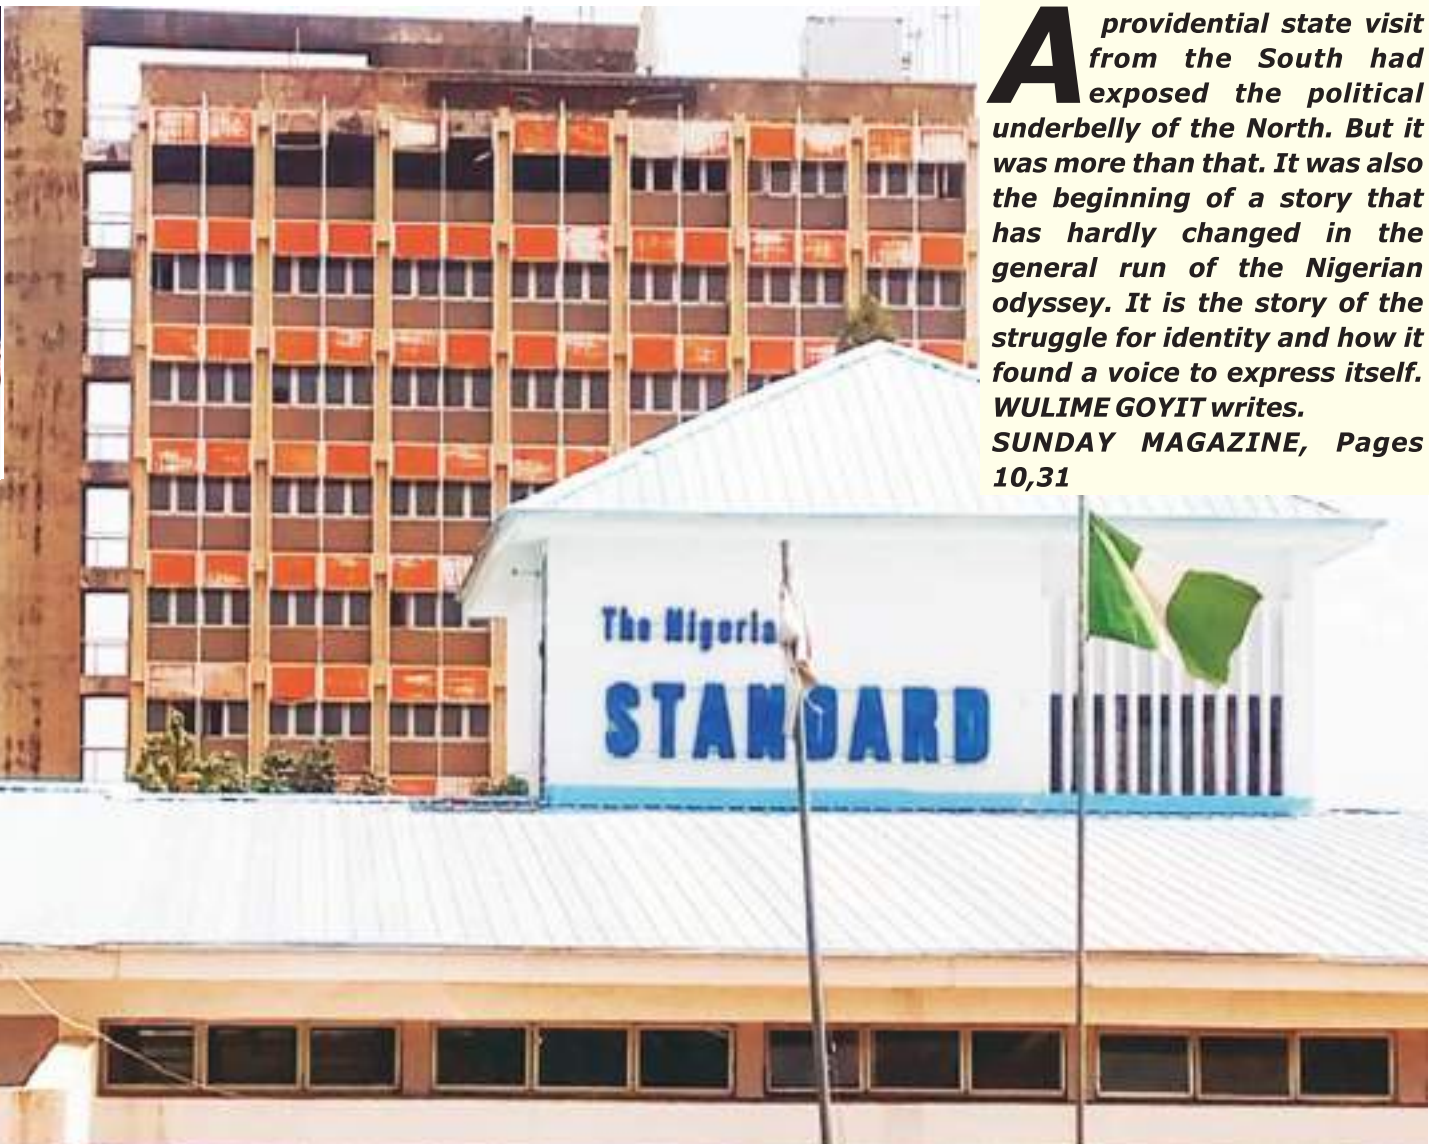 A providential state visit
from the South had
exposed the political
underbelly of the North. But it
was more than that. It was also
the beginning of a story that
has hardly changed in the
general run of the Nigerian
odyssey. It is the story of the
struggle for identity and how it
found a voice to express itself.
WULIME GOYIT writes.
SUNDAY MAGAZINE, Pages
10,31
The Nigeria
STANDARD